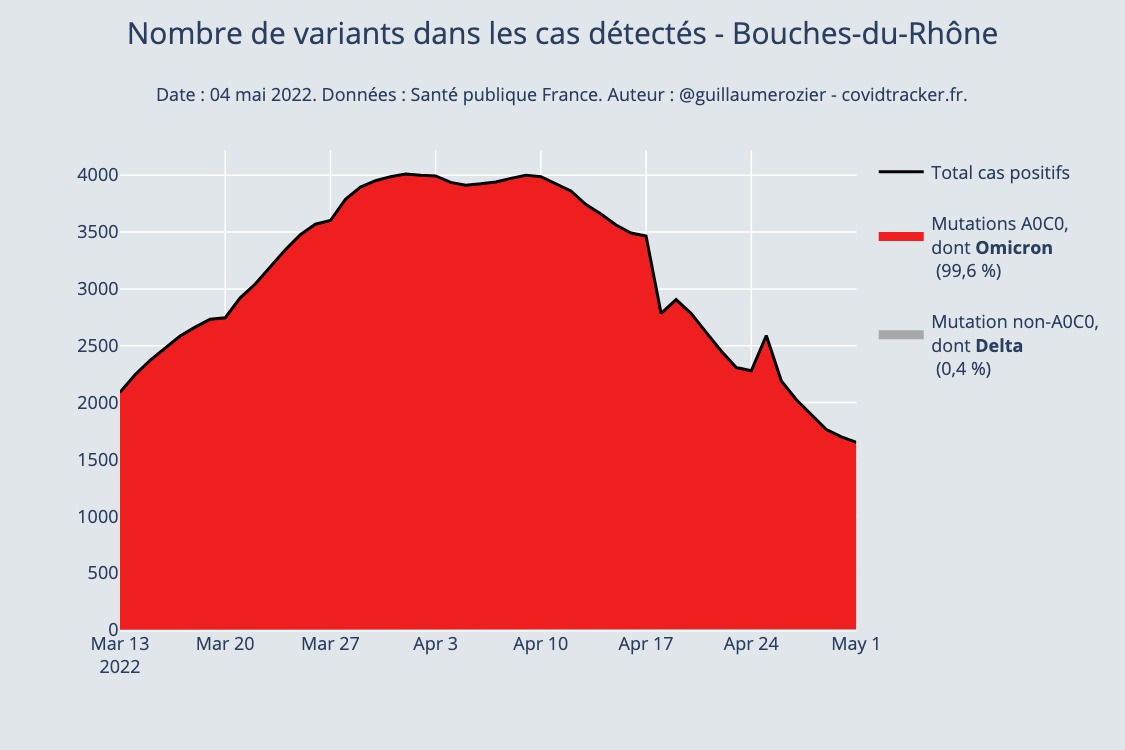 Nombre de variants dans les cas détectés - Bouches-du-Rhône
Date : 04 mai 2022. Données : Santé publique France. Auteur : @guillaumerozier - covidtracker.fr.
4000
3500
3000
2500
2000
1500
1000
500
0
Mar 13
2022
Mar 20
Mar 27
Apr 3
Apr 10
Apr 17
Apr 24
May 1
Total cas positifs
Mutations A0C0,
dont Omicron
(99,6 %)
Mutation non-A0C0,
dont Delta
(0,4 %)